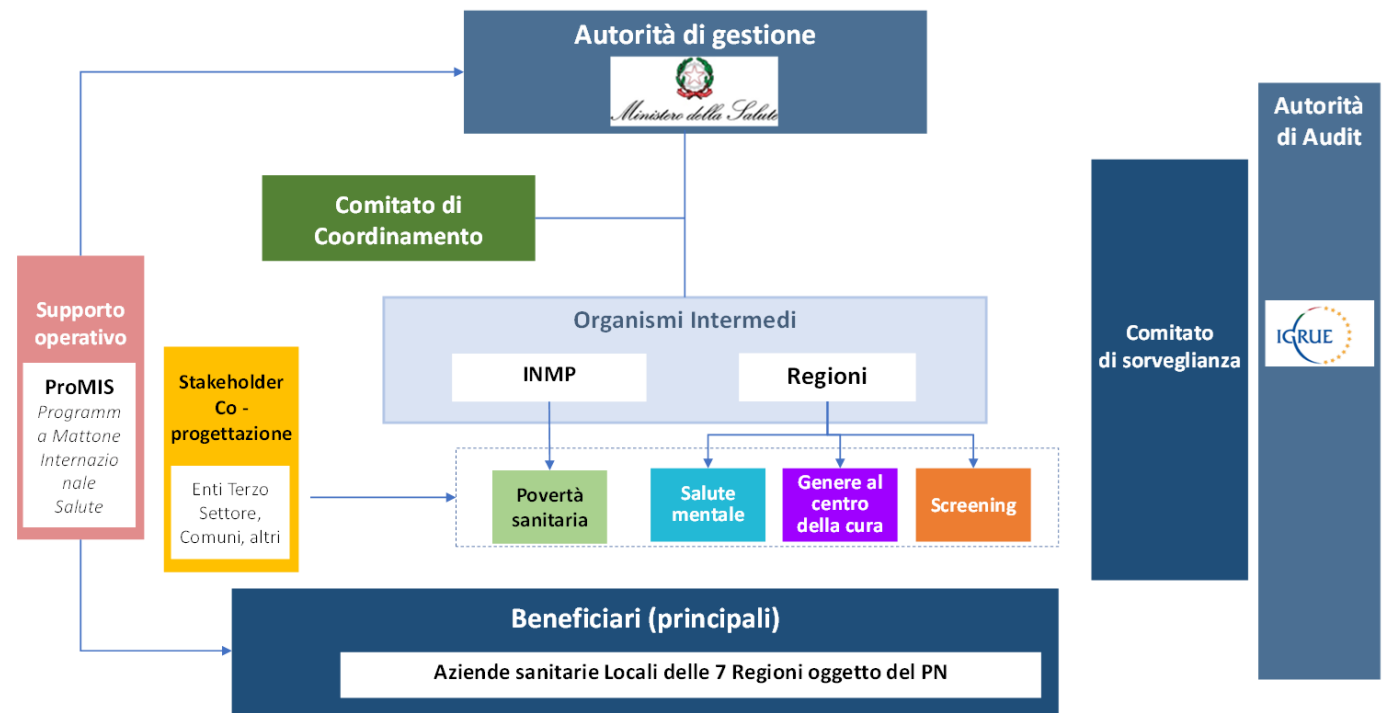 Autorità di gestione
Ministero della Salute
Autorità
di Audit
Comitato di
Coordinamento
Supporto
operativo
ProMIS
Programm
a Mattone
Internazio
nale
Salute
Stakeholder
Co -
progettazione
Enti Terzo
Settore,
Comuni, altri
Organismi Intermedi
INMP
Regioni
Povertà
sanitaria
Salute
mentale
Genere al
centro
della cura
Screening
Comitato
di sorveglianza
IGRUE
Beneficiari (principali)
Aziende sanitarie Locali delle 7 Regioni oggetto del PN